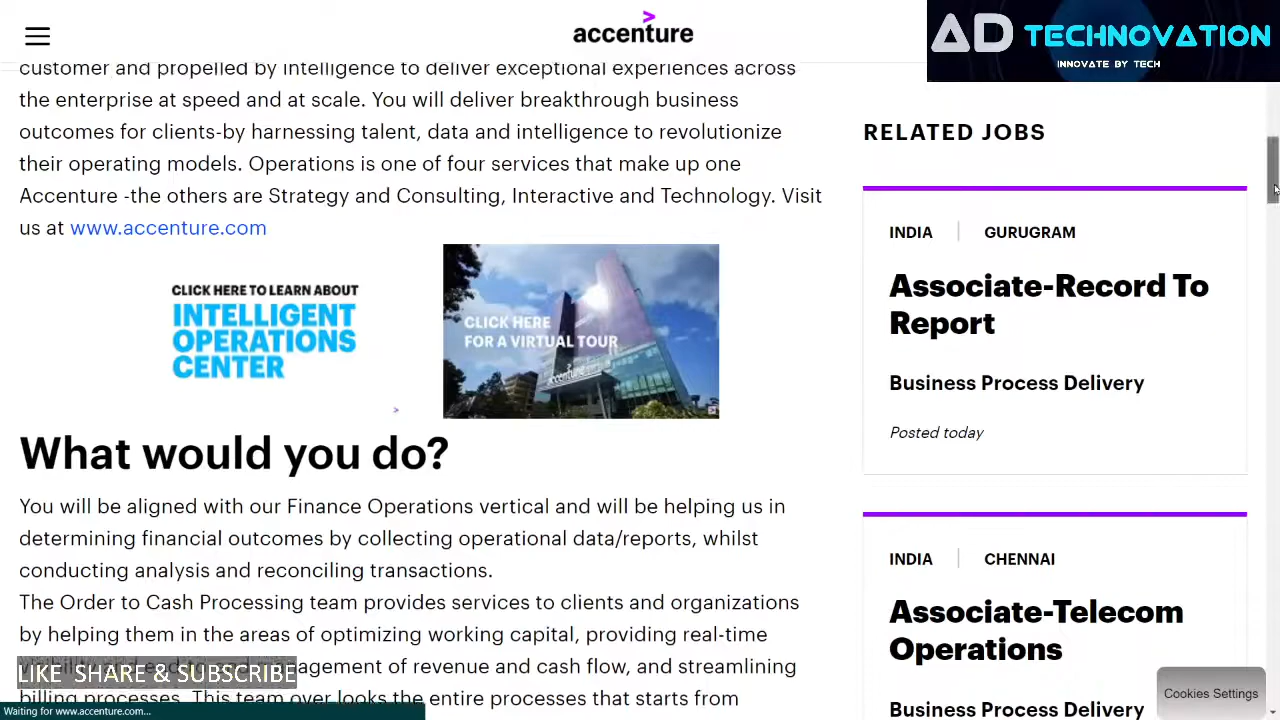 accenture
AD TECHNOVATION
INNOVATE BY TECH
customer and propelled by intelligence to deliver exceptional experiences across
the enterprise at speed and at scale. You will deliver breakthrough business
outcomes for clients-by harnessing talent, data and intelligence to revolutionize
their operating models. Operations is one of four services that make up one
Accenture -the others are Strategy and Consulting, Interactive and Technology. Visit
us at www.accenture.com
CLICK HERE TO LEARN ABOUT
INTELLIGENT
OPERATIONS
CENTER
>
CLICK HERE
FOR A VIRTUAL TOUR
accenture
What would you do?
You will be aligned with our Finance Operations vertical and will be helping us in
determining financial outcomes by collecting operational data/reports, whilst
conducting analysis and reconciling transactions.
The Order to Cash Processing team provides services to clients and organizations
by helping them in the areas of optimizing working capital, providing real-time
agement of revenue and cash flow, and streamlining
LIKE SHARE & SUBSCRIBE
billing processes. This team over looks the entire processes that starts from
Waiting for www.accenture.com...
RELATED JOBS
INDIA | GURUGRAM
Associate-Record To
Report
Business Process Delivery
Posted today
INDIA | CHENNAI
Associate-Telecom
Operations
Business Process Delivery
Cookies Settings